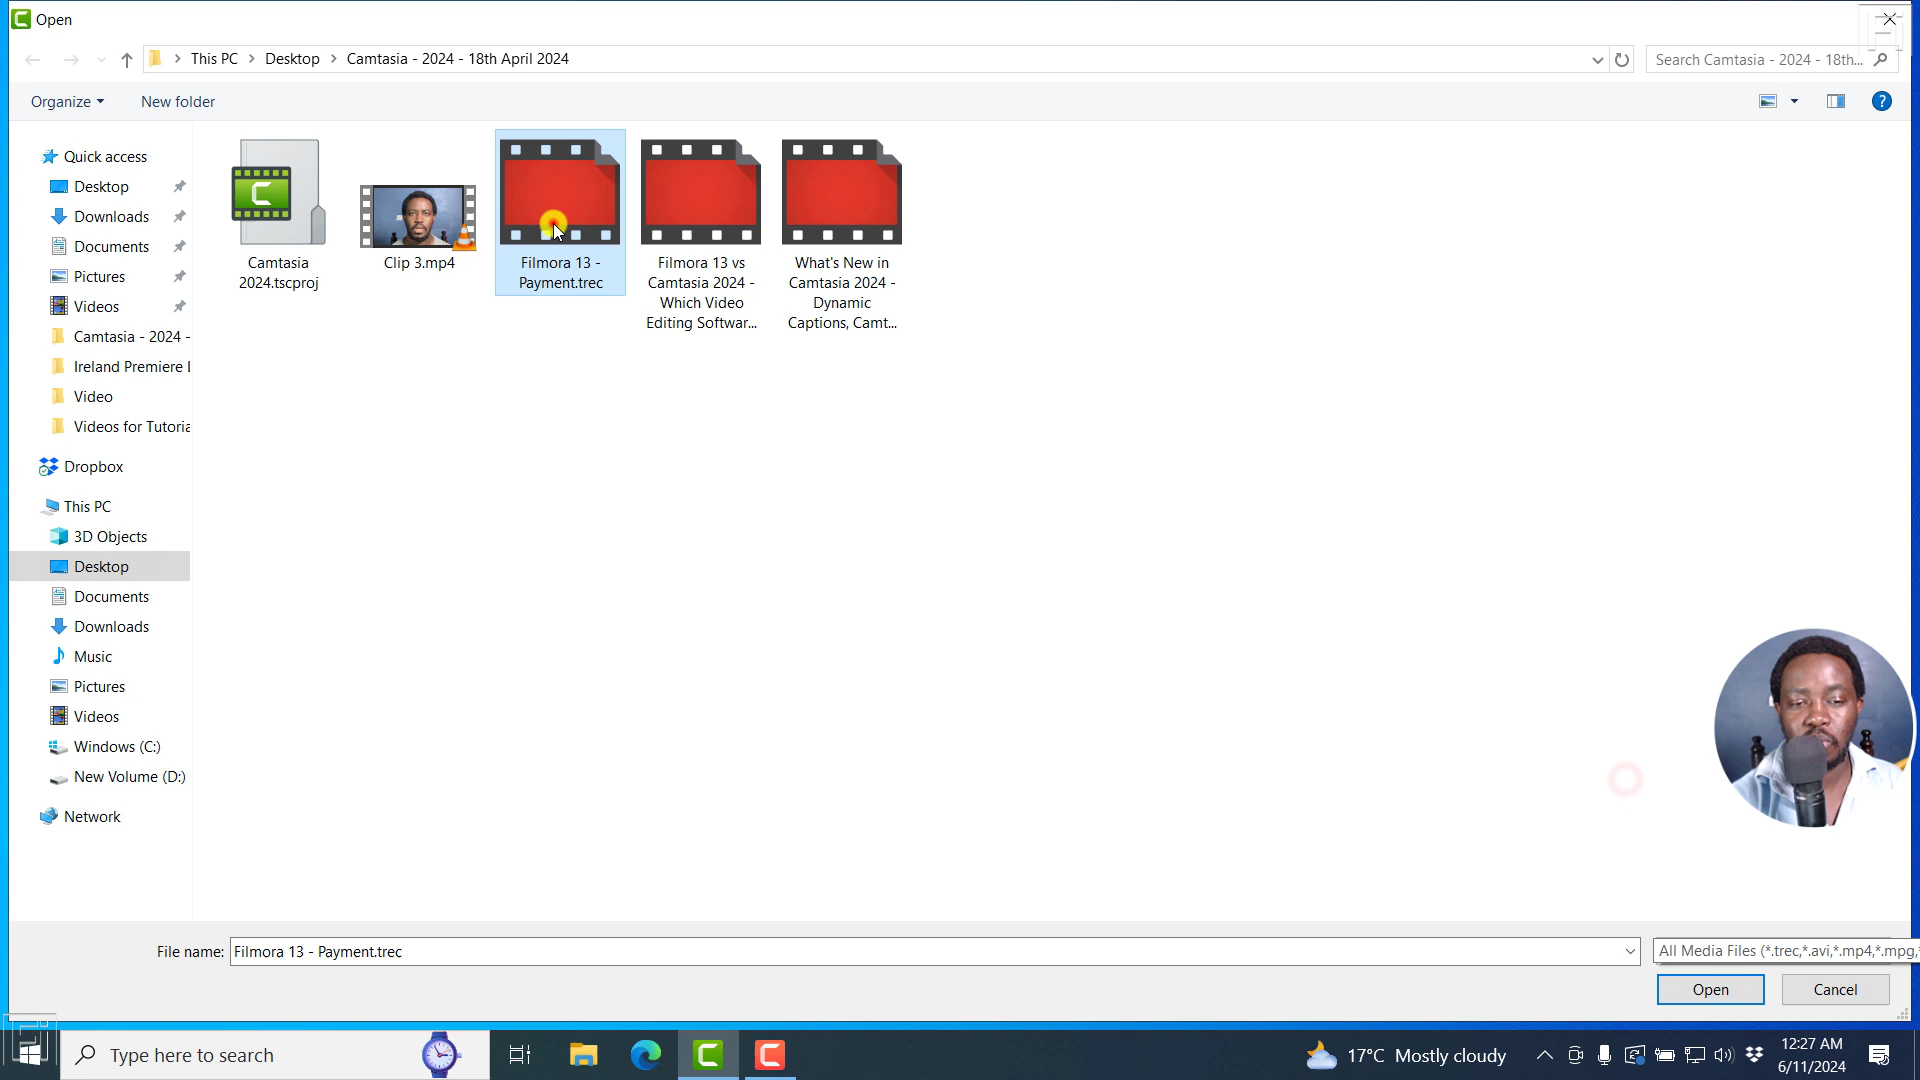 Open
This PC
Desktop
Camtasia - 2024 - 18th April 2024
Search Camtasia - 2024 - 18th...
Organize
New folder
Quick access
Desktop
Downloads
Documents
Pictures
Videos
Camtasia - 2024 -
Ireland Premiere
Video
Videos for Tutoria
Dropbox
This PC
3D Objects
Desktop
Documents
Downloads
Music
Pictures
Videos
Windows (C:)
New Volume (D:)
Network
Camtasia
2024.tscproj
Clip 3.mp4
Filmora 13 -
Payment.trec
Filmora 13 vs
Camtasia 2024 -
Which Video
Editing Softwar...
What's New in
Camtasia 2024 -
Dynamic
Captions, Camt...
File name:
Filmora 13 - Payment.trec
All Media Files (*.trec,*.avi,*.mp4,*.mpg,*
Open
Cancel
Type here to search
17°C Mostly cloudy
12:27 AM
6/11/2024